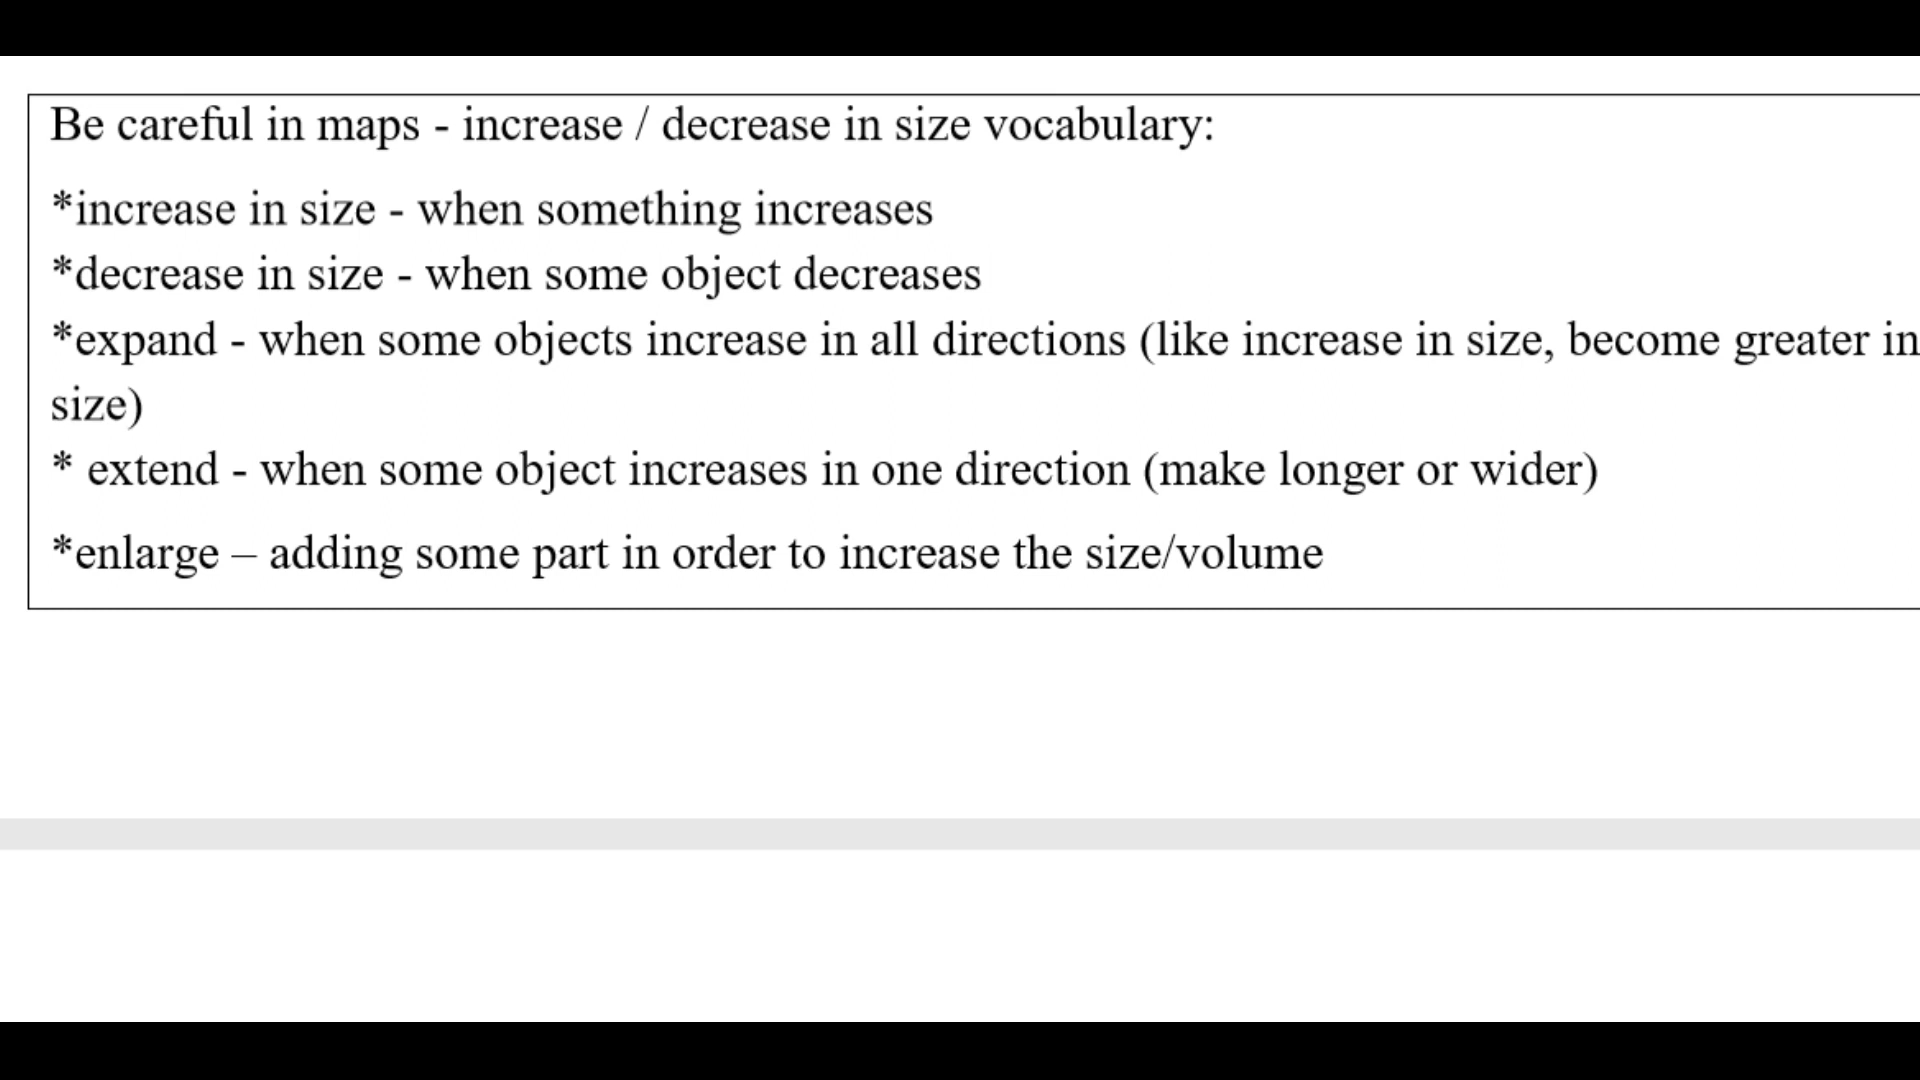 Be careful in maps - increase / decrease in size vocabulary:
*increase in size - when something increases
*decrease in size - when some object decreases
*expand - when some objects increase in all directions (like increase in size, become greater in
size)
* extend - when some object increases in one direction (make longer or wider)
*enlarge – adding some part in order to increase the size/volume